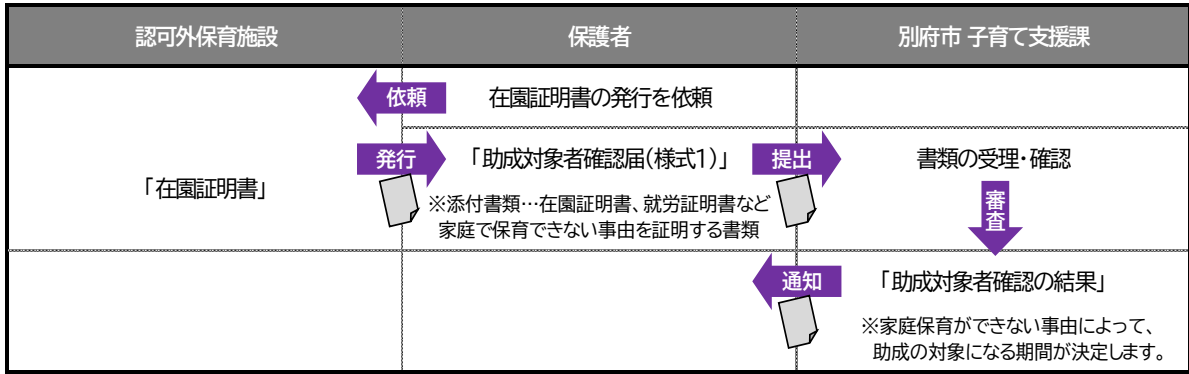 認可外保育施設
保護者
別府市 子育て支援課
依頼
在園証明書の発行を依頼
「在園証明書」
発行
「助成対象者確認届(様式1)」
※添付書類…在園証明書、就労証明書など
家庭で保育できない事由を証明する書類
提出
書類の受理・確認
審査
通知
「助成対象者確認の結果」
※家庭保育ができない事由によって、
助成の対象になる期間が決定します。